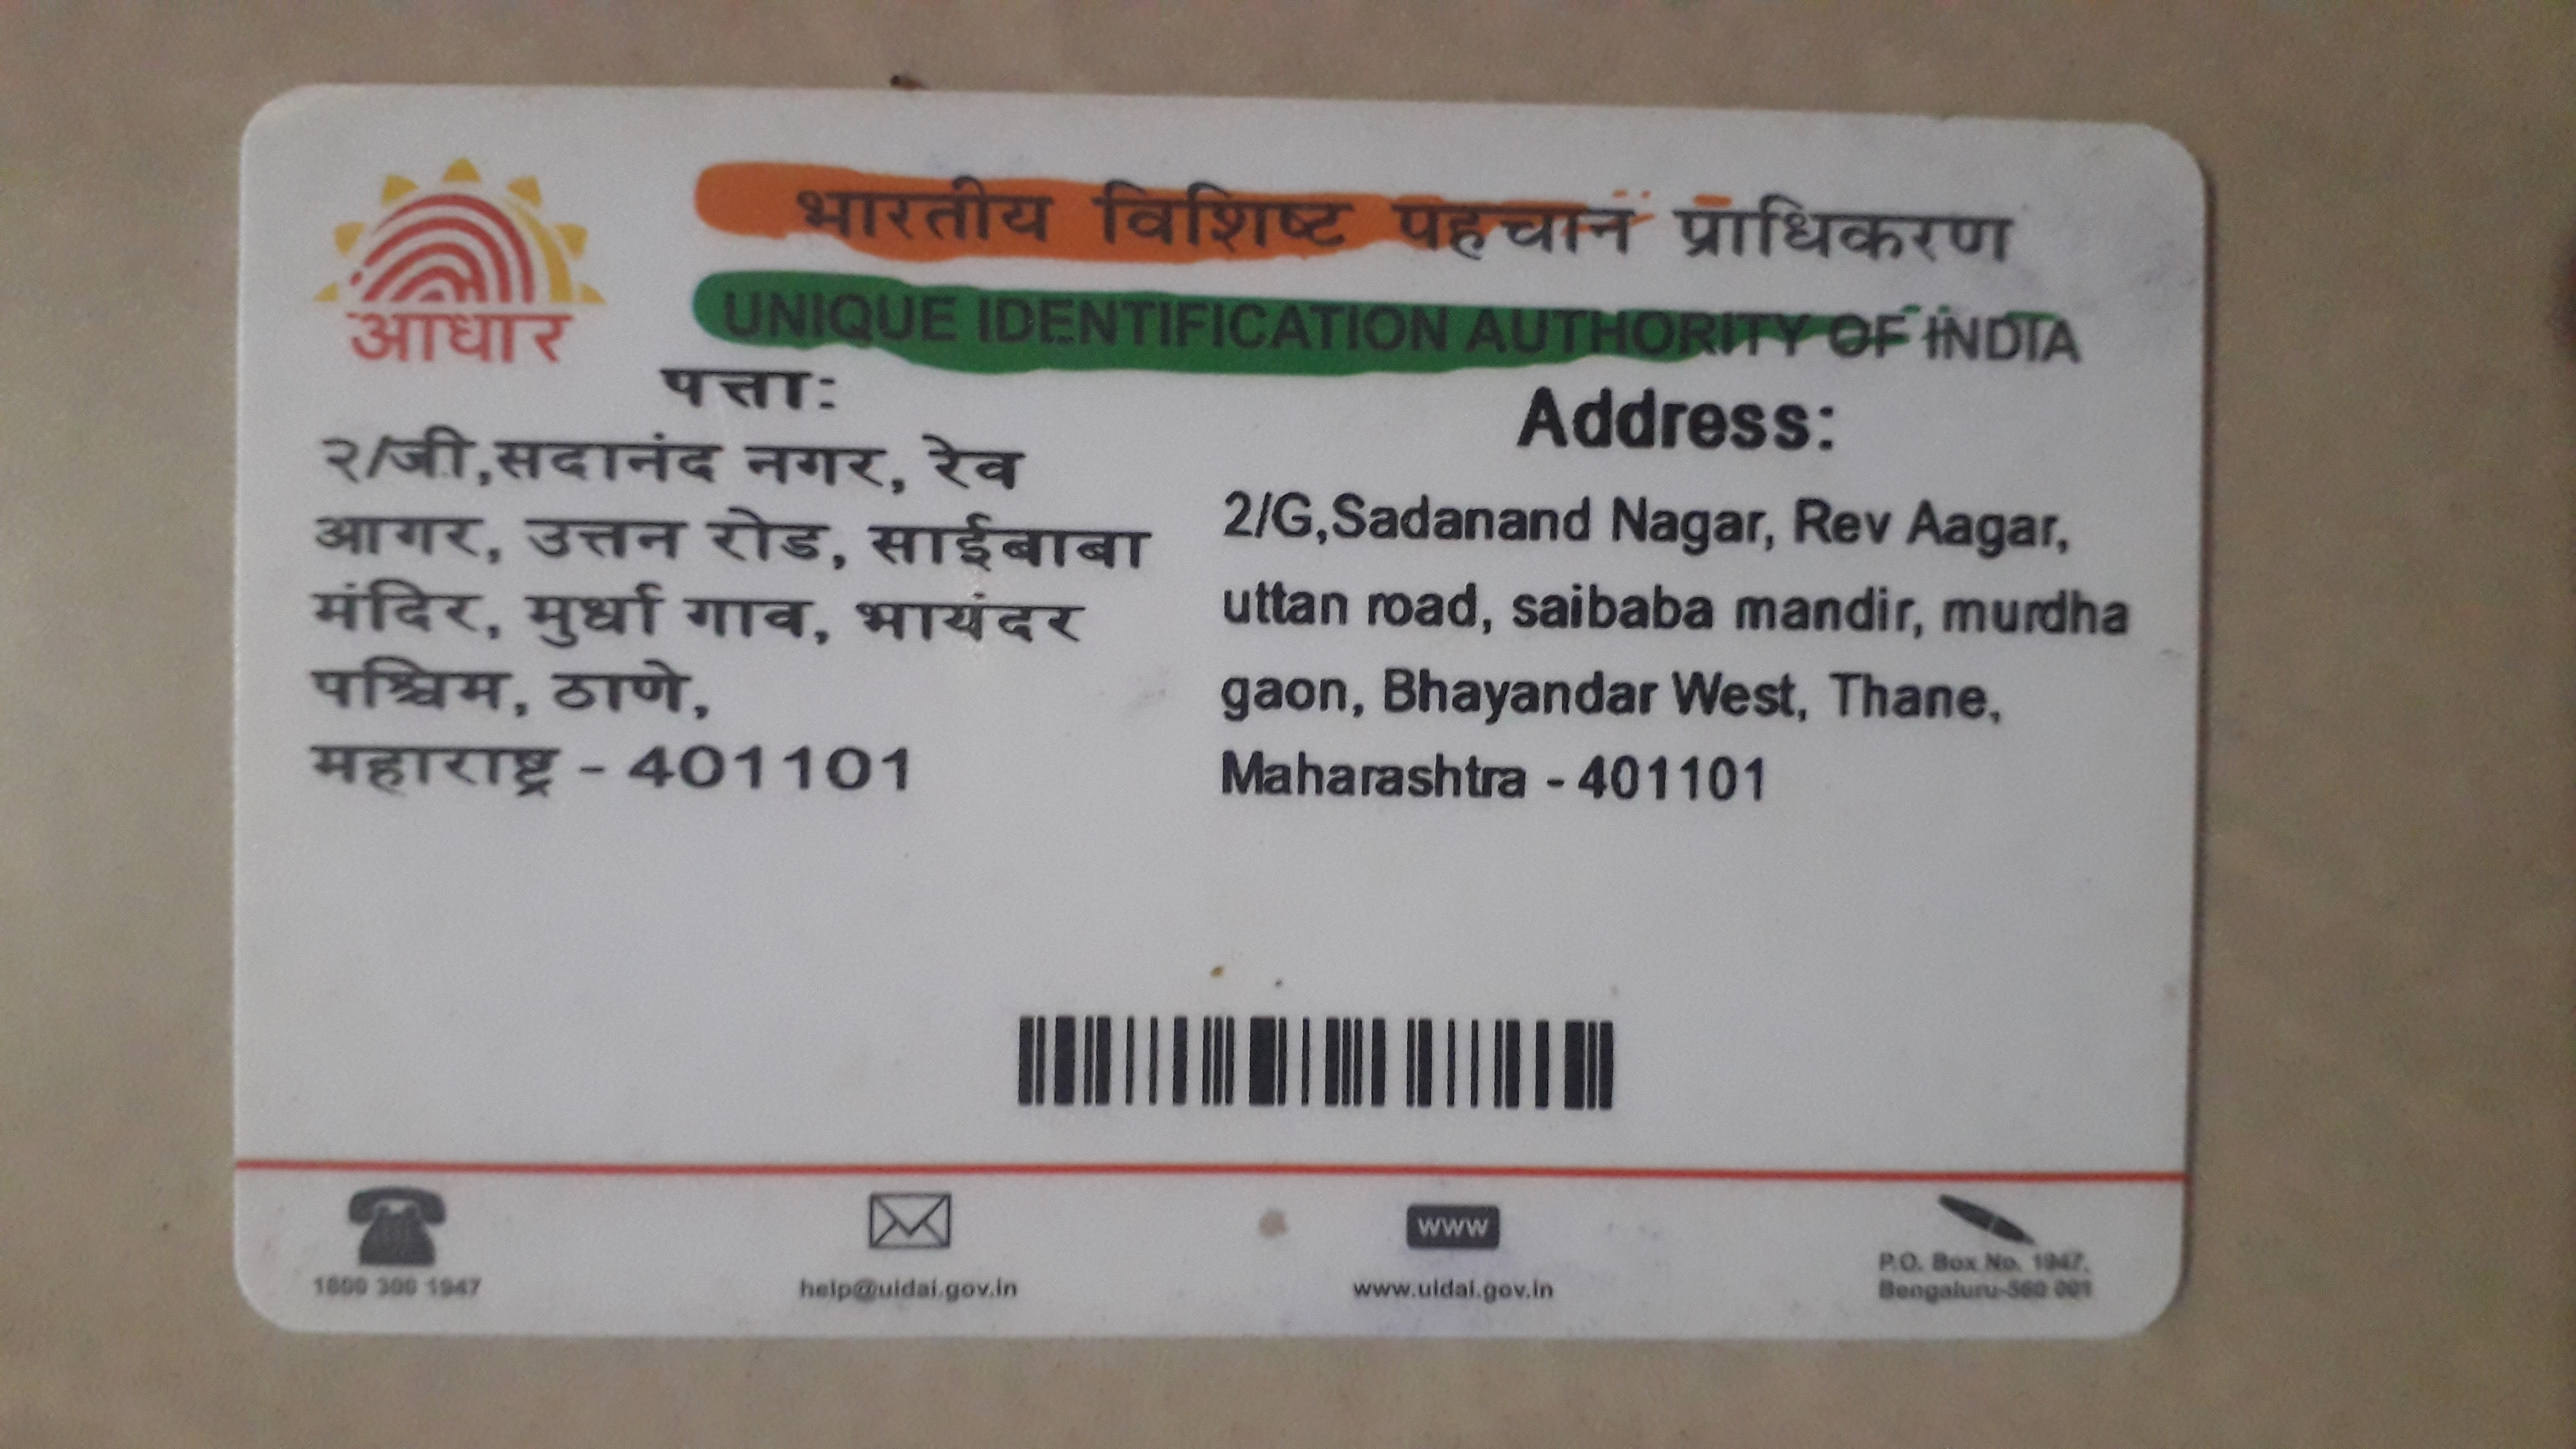 आधार
भारतीय विशिष्ट पहचान प्राधिकरण
UNIQUE IDENTIFICATION AUTHORITY OF INDIA
पत्ता:
२/जी,सदानंद नगर, रेव
आगर, उत्तन रोड, साईबाबा
मंदिर, मुर्धा गाव, भायंदर
पश्चिम, ठाणे,
महाराष्ट्र - 401101
Address:
2/G,Sadanand Nagar, Rev Aagar,
uttan road, saibaba mandir, murdha
gaon, Bhayandar West, Thane,
Maharashtra - 401101
1800 300 1947
help@uidai.gov.in
www
www.uidai.gov.in
P.O. Box No. 1947,
Bengaluru-560 001